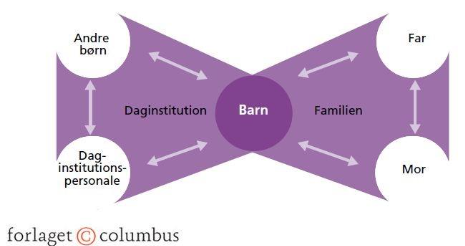 Andre
børn
Far
Daginstitution
Barn
Familien
Dag-
institutions-
personale
Mor
forlaget © columbus